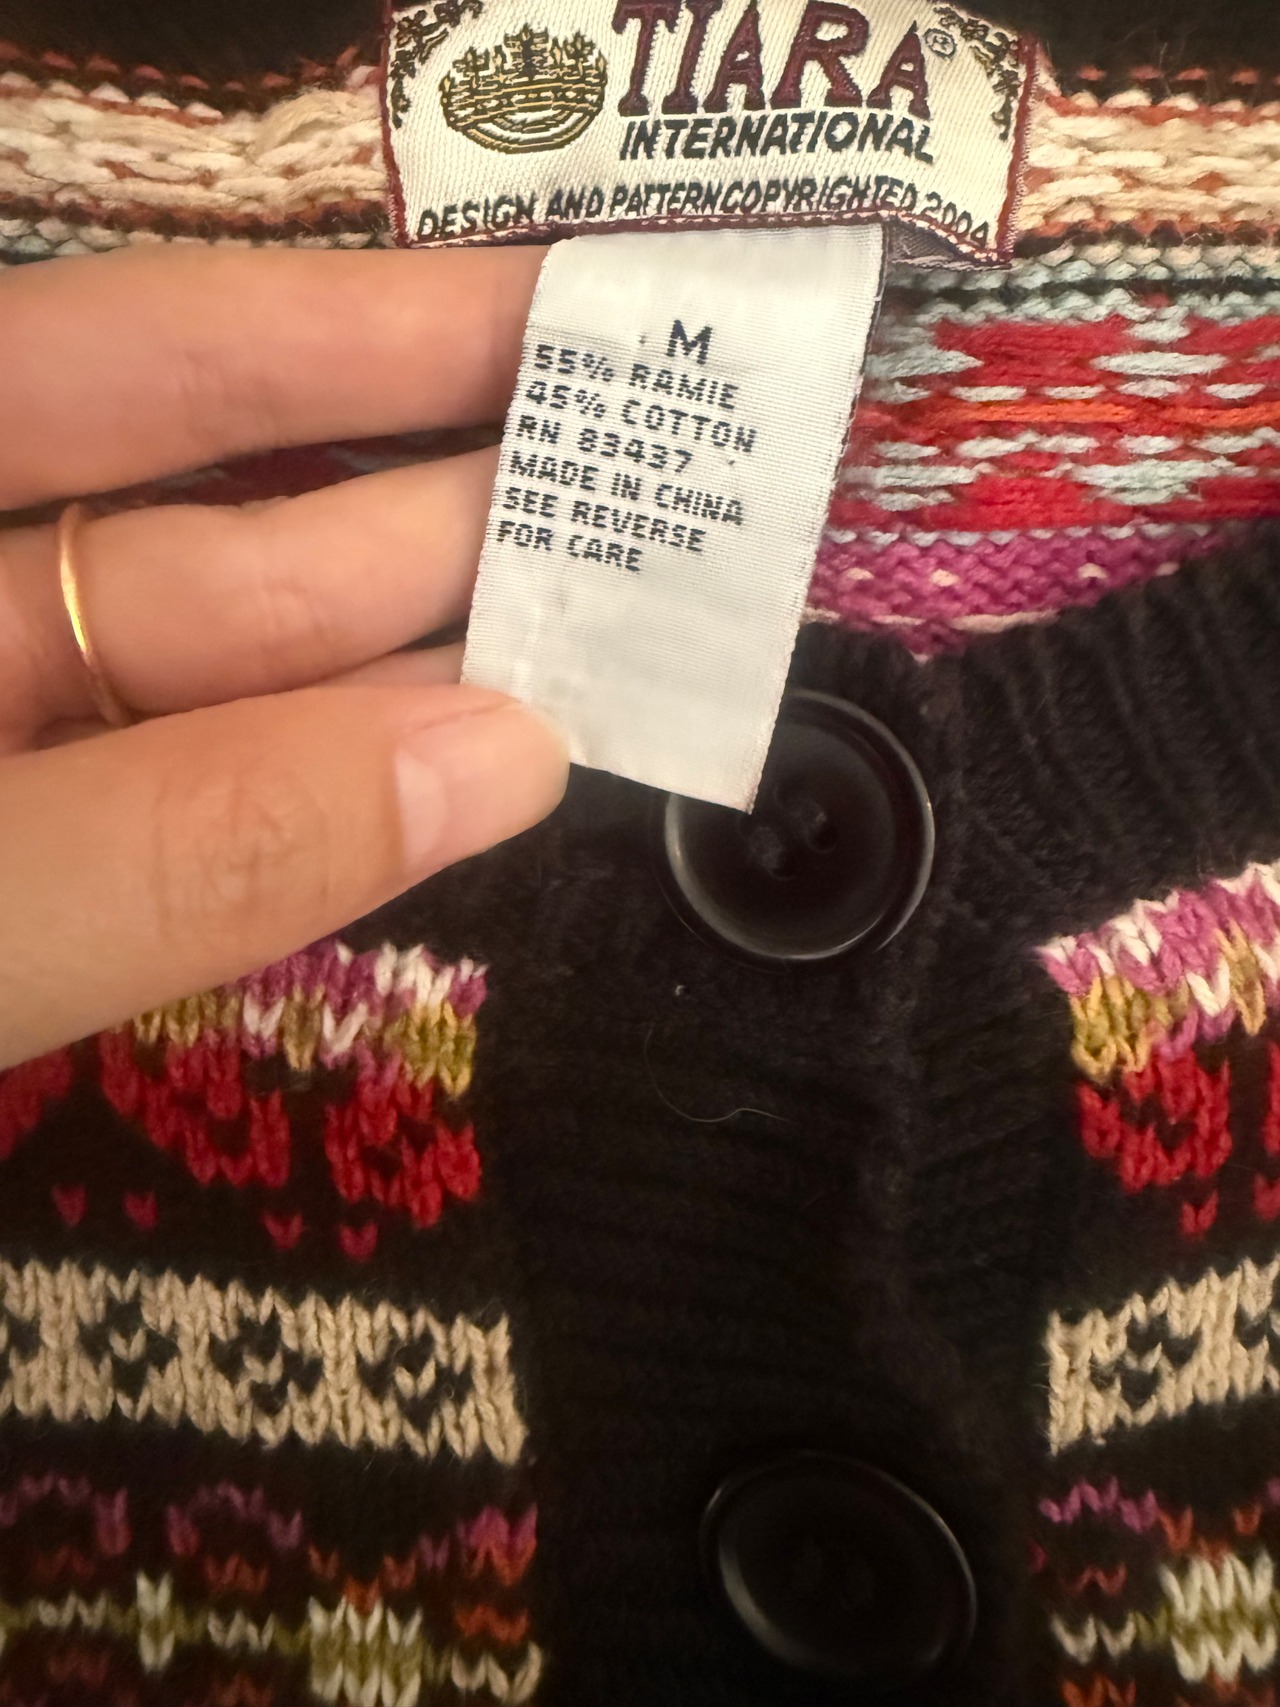 TIARA®
INTERNATIONAL
DESIGN AND PATTERN COPYRIGHTED 2004
M
55% RAMIE
45% COTTON
RN 83437
MADE IN CHINA
SEE REVERSE
FOR CARE